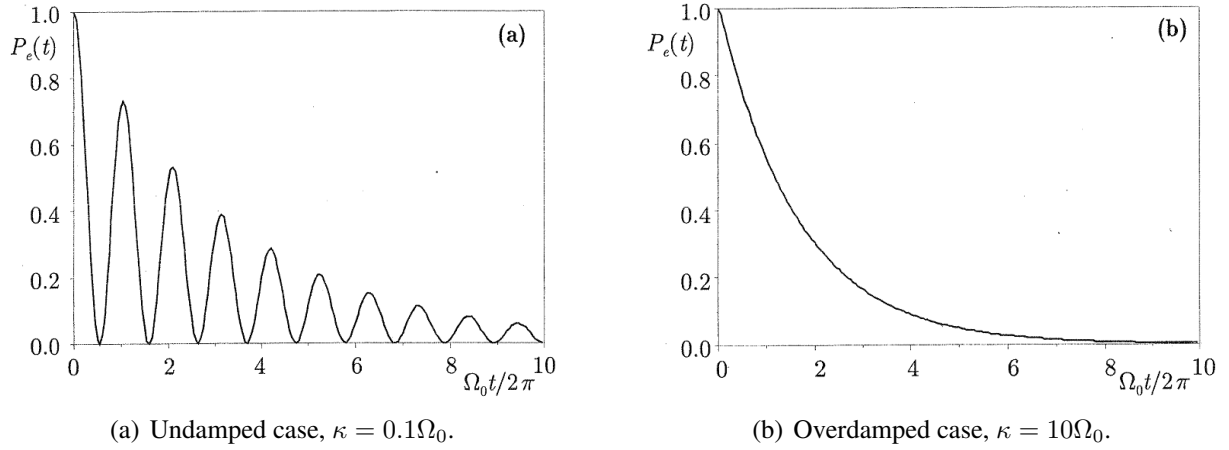 1.0
(a)
P_e(t)
0.8
0.6
0.4
0.2
0.0
0 2 4 6 8 10
Ω_0t/2π
(a) Undamped case, κ = 0.1Ω_0.
1.0
(b)
P_e(t)
0.8
0.6
0.4
0.2
0.0
0 2 4 6 8 10
Ω_0t/2π
(b) Overdamped case, κ = 10Ω_0.